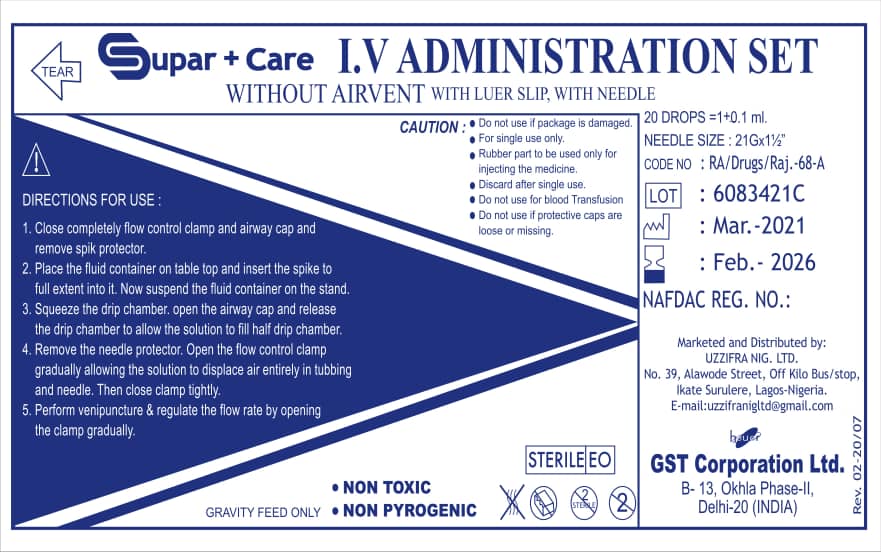 TEAR
Supar + Care I.V ADMINISTRATION SET
WITHOUT AIRVENT WITH LUER SLIP, WITH NEEDLE
CAUTION :
• Do not use if package is damaged.
• For single use only.
• Rubber part to be used only for
injecting the medicine.
• Discard after single use.
• Do not use for blood Transfusion
• Do not use if protective caps are
loose or missing.
DIRECTIONS FOR USE :
1. Close completely flow control clamp and airway cap and
remove spik protector.
2. Place the fluid container on table top and insert the spike to
full extent into it. Now suspend the fluid container on the stand.
3. Squeeze the drip chamber. open the airway cap and release
the drip chamber to allow the solution to fill half drip chamber.
4. Remove the needle protector. Open the flow control clamp
gradually allowing the solution to displace air entirely in tubbing
and needle. Then close clamp tightly.
5. Perform venipuncture & regulate the flow rate by opening
the clamp gradually.
GRAVITY FEED ONLY
• NON TOXIC
• NON PYROGENIC
STERILE EO
2
STERILE
2
20 DROPS =1+0.1 ml.
NEEDLE SIZE : 21Gx1½"
CODE NO : RA/Drugs/Raj.-68-A
LOT : 6083421C
: Mar.-2021
: Feb.- 2026
NAFDAC REG. NO.:
Marketed and Distributed by:
UZZIFRA NIG. LTD.
No. 39, Alawode Street, Off Kilo Bus/stop,
Ikate Surulere, Lagos-Nigeria.
E-mail:uzzifranigltd@gmail.com
GST Corporation Ltd.
B- 13, Okhla Phase-II,
Delhi-20 (INDIA)
Rev. 02-20/07